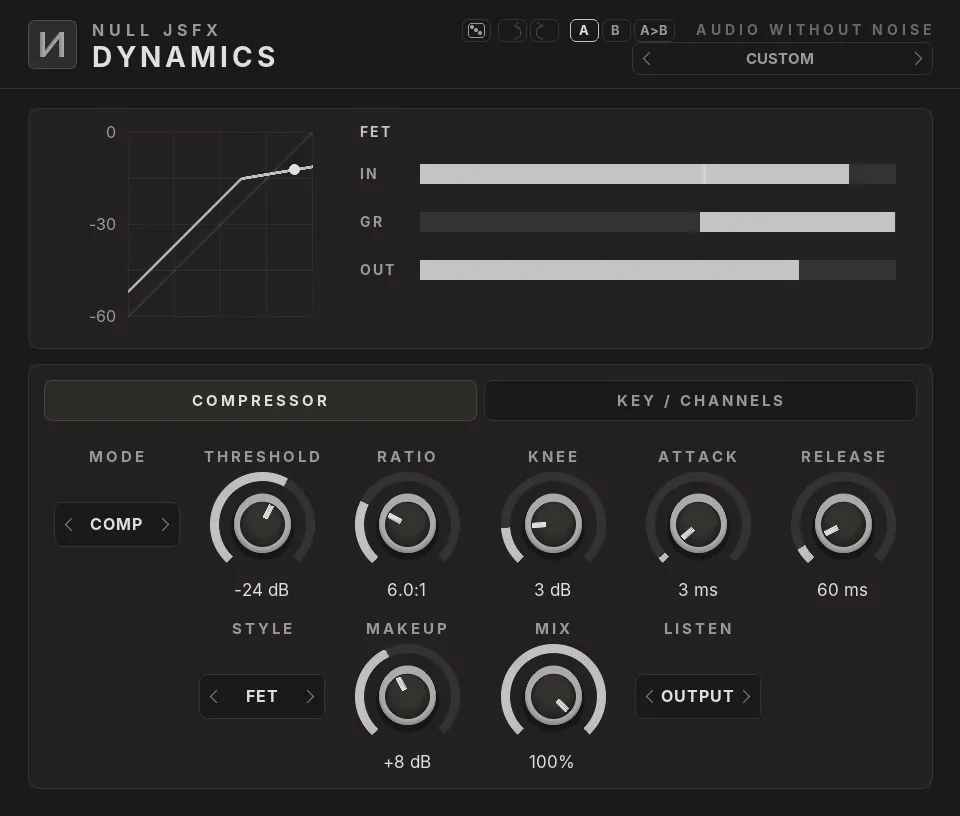 NULL JSFX
DYNAMICS
A B A>B
AUDIO WITHOUT NOISE
CUSTOM
0
-30
-60
FET
IN
GR
OUT
COMPRESSOR
KEY / CHANNELS
MODE THRESHOLD RATIO KNEE ATTACK RELEASE
COMP
-24 dB 6.0:1 3 dB 3 ms 60 ms
STYLE MAKEUP MIX LISTEN
FET OUTPUT
+8 dB 100%